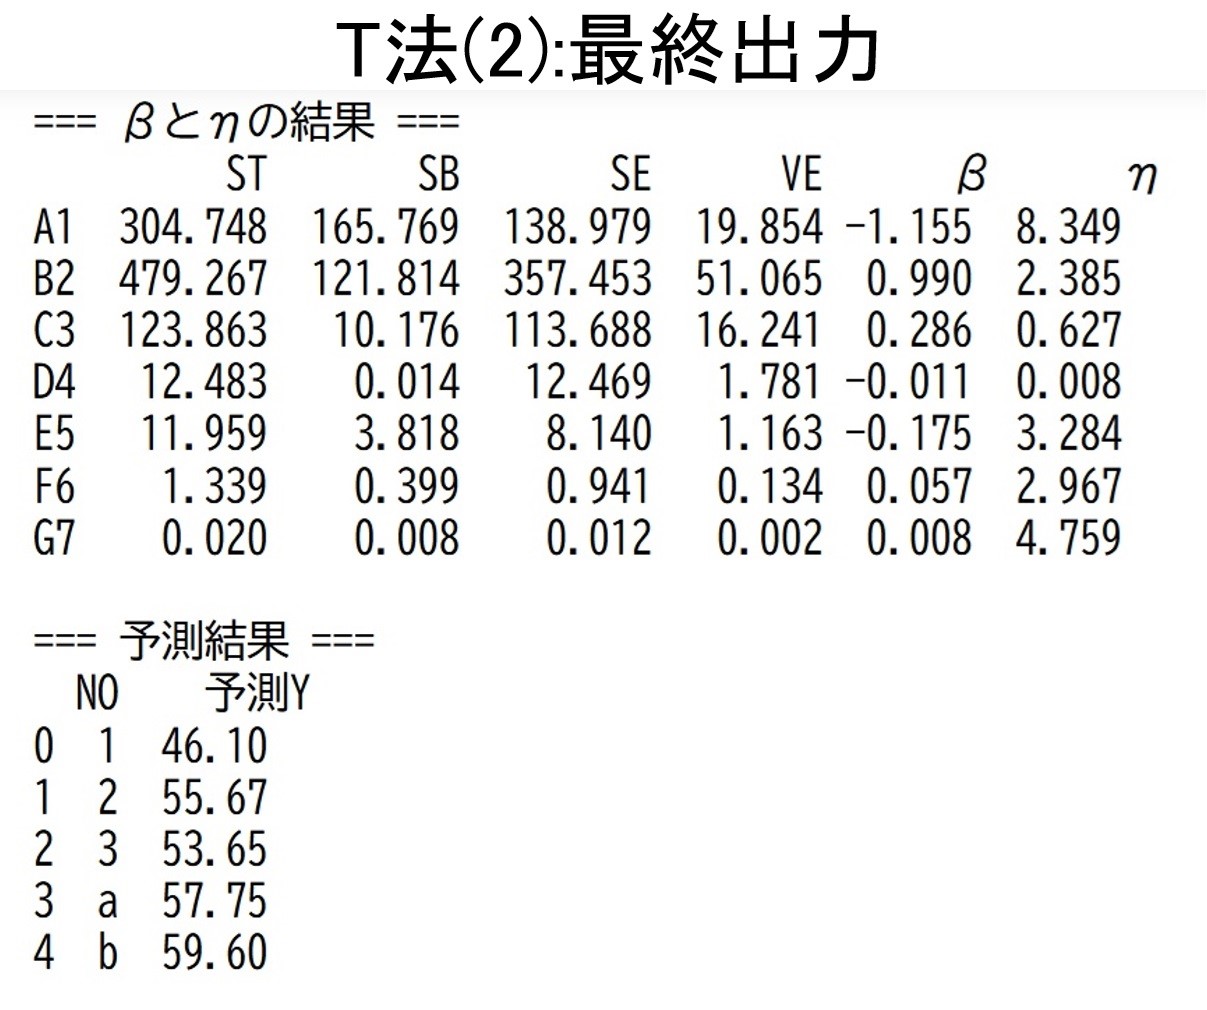 T法(2):最終出力
=== βとηの結果 ===
ST SB SE VE β η
A1 304.748 165.769 138.979 19.854 -1.155 8.349
B2 479.267 121.814 357.453 51.065 0.990 2.385
C3 123.863 10.176 113.688 16.241 0.286 0.627
D4 12.483 0.014 12.469 1.781 -0.011 0.008
E5 11.959 3.818 8.140 1.163 -0.175 3.284
F6 1.339 0.399 0.941 0.134 0.057 2.967
G7 0.020 0.008 0.012 0.002 0.008 4.759
=== 予測結果 ===
NO 予測Y
0 1 46.10
1 2 55.67
2 3 53.65
3 a 57.75
4 b 59.60